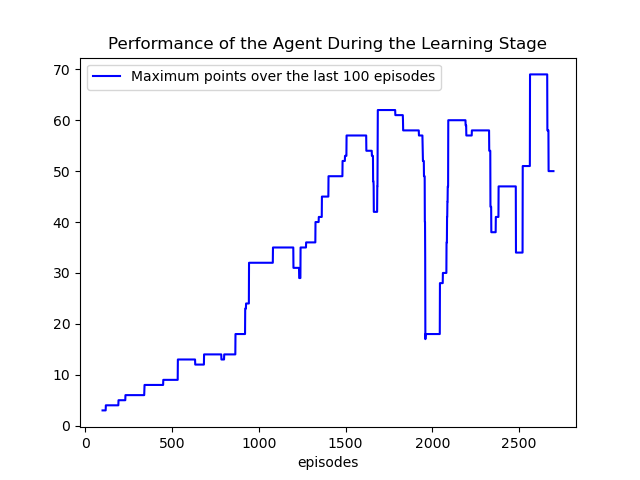 Performance of the Agent During the Learning Stage
Maximum points over the last 100 episodes
70
60
50
40
30
20
10
0
0 500 1000 1500 2000 2500
episodes